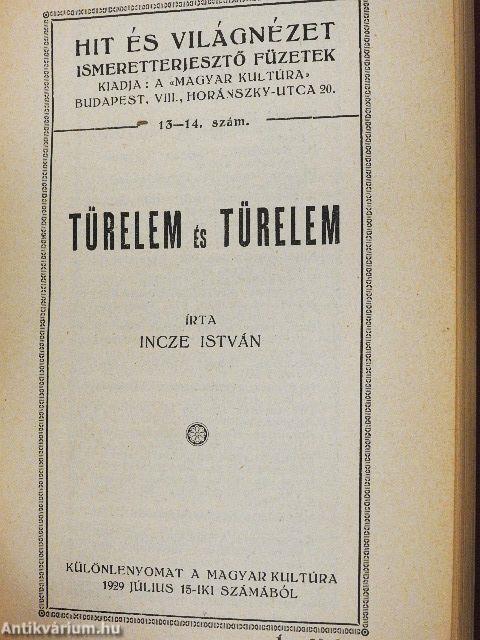 HIT ÉS VILÁGNÉZET
ISMERETTERJESZTŐ FÜZETEK
KIADJA: A «MAGYAR KULTÚRA»
BUDAPEST, VIII., HORÁNSZKY-UTCA 20.
13—14. szám.
TÜRELEM ÉS TÜRELEM
ÍRTA
INCZE ISTVÁN
KÜLÖNLENYOMAT A MAGYAR KULTÚRA
1929 JÚLIUS 15-IKI SZÁMÁBÓL
Antikvárium.hu